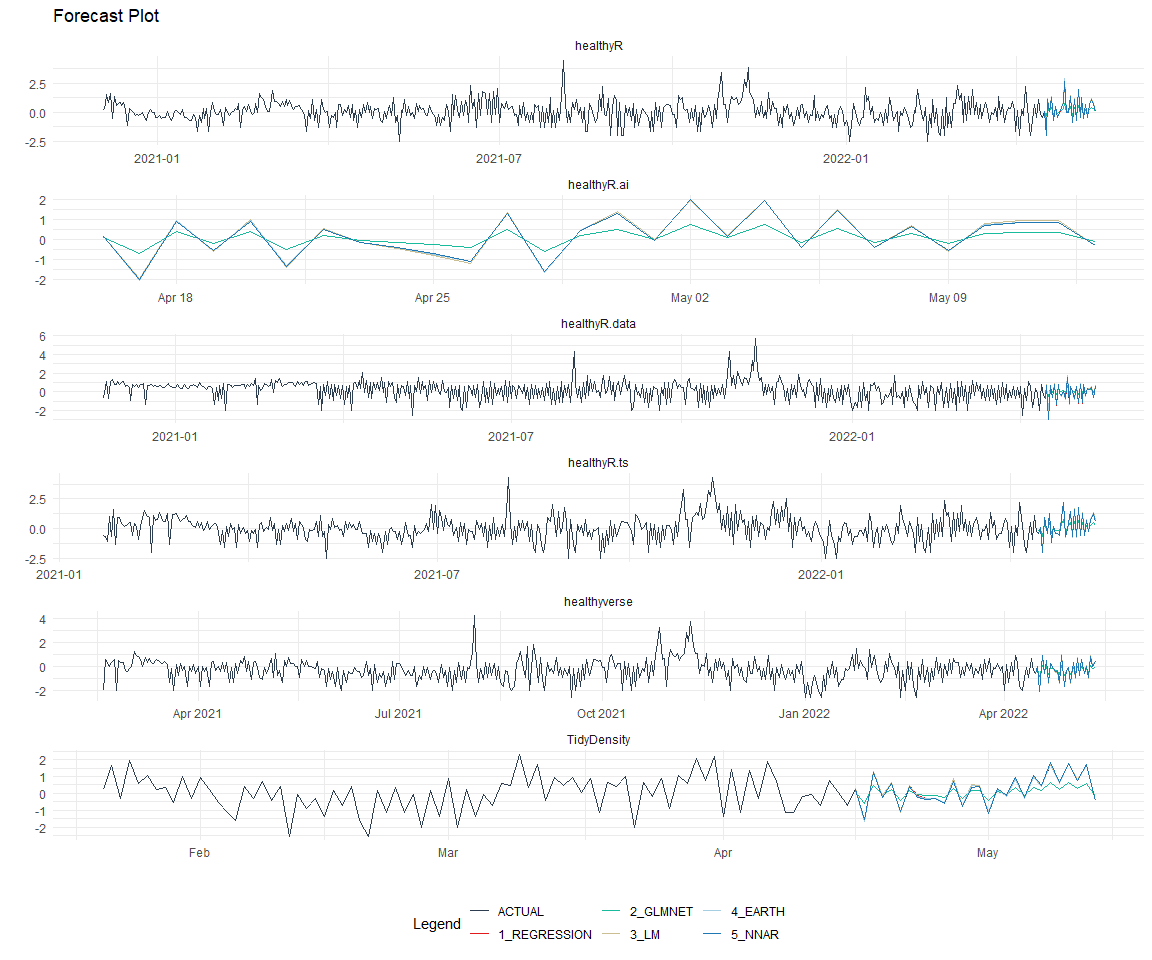 Forecast Plot
healthyR
2.5
0.0
-2.5
2021-01 2021-07 2022-01
healthyR.ai
2
1
0
-1
-2
Apr 18 Apr 25 May 02 May 09
healthyR.data
6
4
2
0
-2
2021-01 2021-07 2022-01
healthyR.ts
2.5
0.0
-2.5
2021-01 2021-07 2022-01
healthyverse
4
2
0
-2
Apr 2021 Jul 2021 Oct 2021 Jan 2022 Apr 2022
TidyDensity
2
1
0
-1
-2
Feb Mar Apr May
Legend
ACTUAL 2_GLMNET 4_EARTH
1_REGRESSION 3_LM 5_NNAR